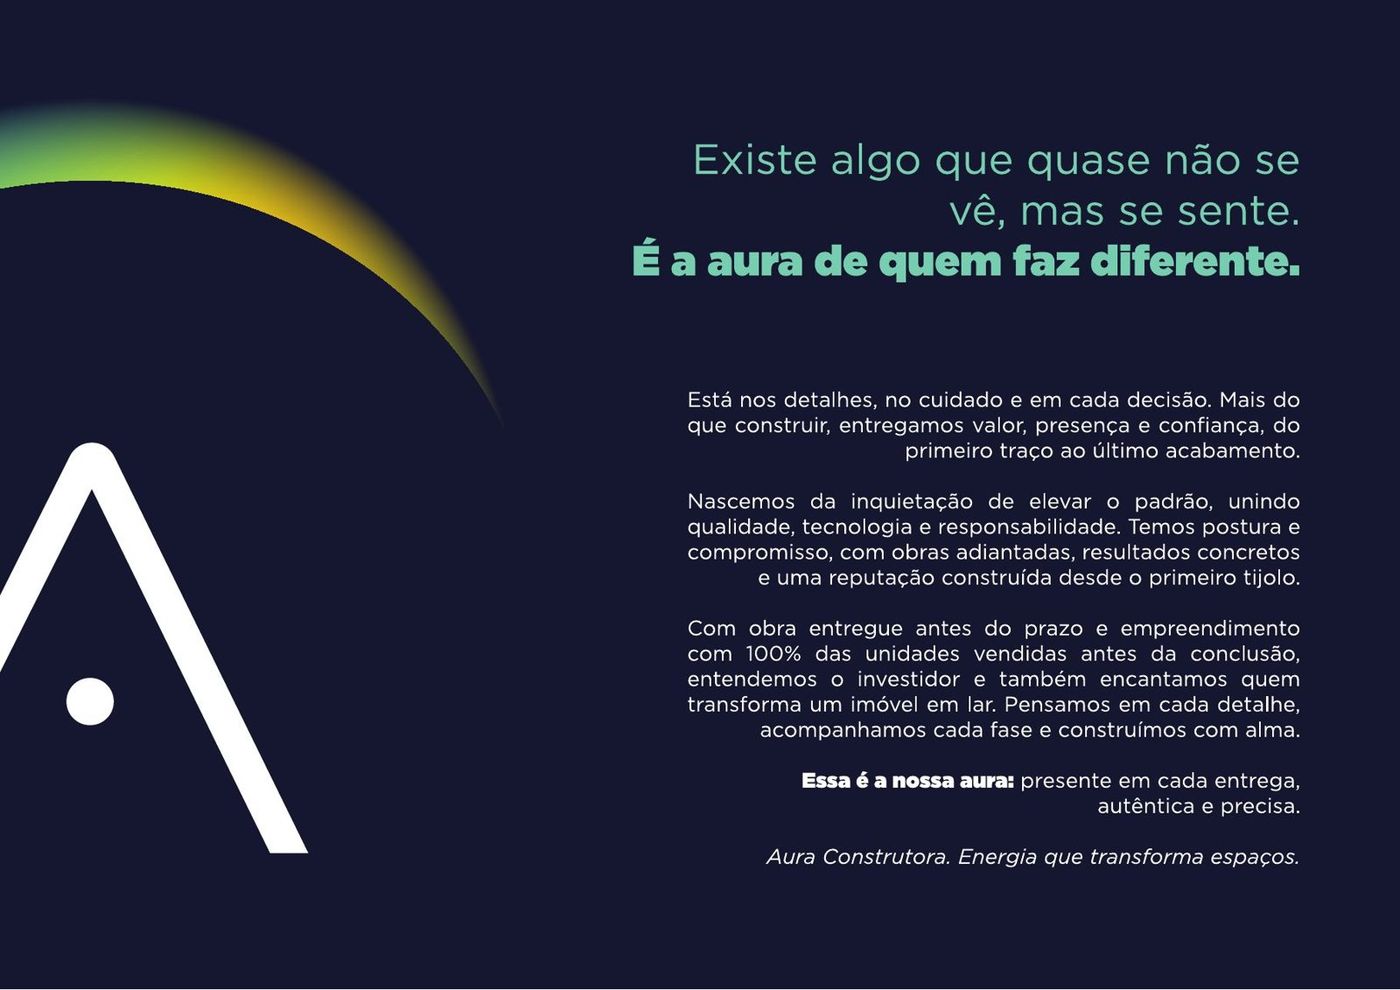 Existe algo que quase não se
vê, mas se sente.
É a aura de quem faz diferente.
Está nos detalhes, no cuidado e em cada decisão. Mais do
que construir, entregamos valor, presença e confiança, do
primeiro traço ao último acabamento.
Nascemos da inquietação de elevar o padrão, unindo
qualidade, tecnologia e responsabilidade. Temos postura e
compromisso, com obras adiantadas, resultados concretos
e uma reputação construída desde o primeiro tijolo.
Com obra entregue antes do prazo e empreendimento
com 100% das unidades vendidas antes da conclusão,
entendemos o investidor e também encantamos quem
transforma um imóvel em lar. Pensamos em cada detalhe,
acompanhamos cada fase e construímos com alma.
Essa é a nossa aura: presente em cada entrega,
autêntica e precisa.
Aura Construtora. Energia que transforma espaços.